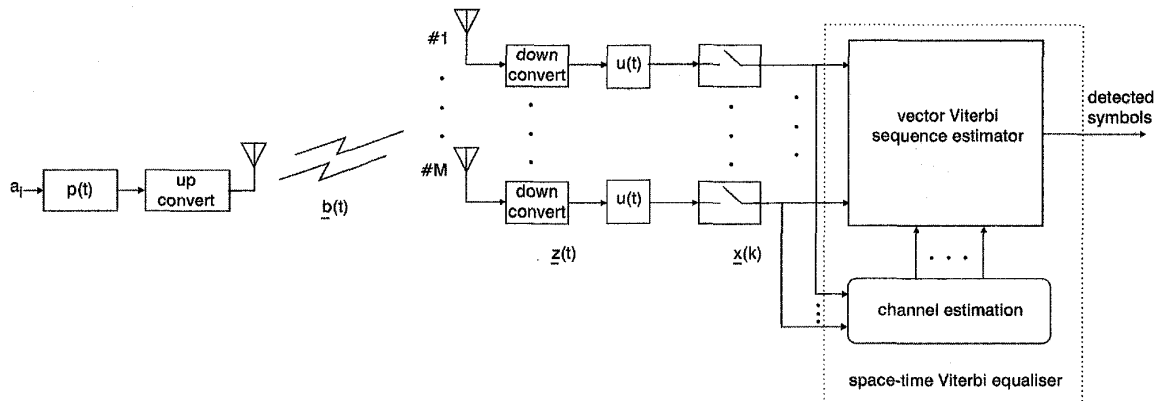 #1
down
convert
u(t)
vector Viterbi
sequence estimator
detected
symbols
#M
a_l
p(t)
up
convert
b(t)
down
convert
u(t)
z(t)
x(k)
channel estimation
space-time Viterbi equaliser